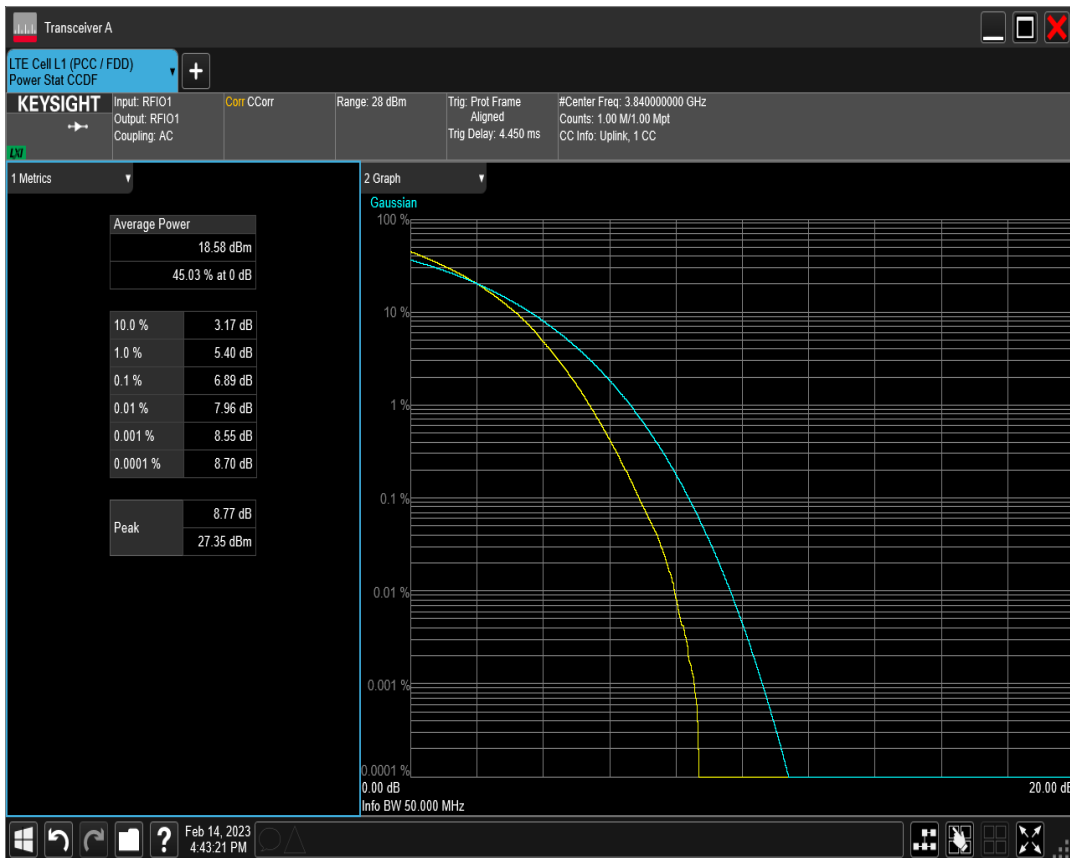 Transceiver A
LTE Cell L1 (PCC / FDD)
Power Stat CCDF
+
KEYSIGHT
LXI
Input: RFIO1
Output: RFIO1
Coupling: AC
Corr CCorr
Range: 28 dBm
Trig: Prot Frame
Aligned
Trig Delay: 4.450 ms
#Center Freq: 3.840000000 GHz
Counts: 1.00 M/1.00 Mpt
CC Info: Uplink, 1 CC
1 Metrics
Average Power
18.58 dBm
45.03 % at 0 dB
10.0 % 3.17 dB
1.0 % 5.40 dB
0.1 % 6.89 dB
0.01 % 7.96 dB
0.001 % 8.55 dB
0.0001 % 8.70 dB
Peak 8.77 dB
27.35 dBm
2 Graph
Gaussian
100 %
10 %
1 %
0.1 %
0.01 %
0.001 %
0.0001 %
0.00 dB 20.00 dB
Info BW 50.000 MHz
?
Feb 14, 2023
4:43:21 PM